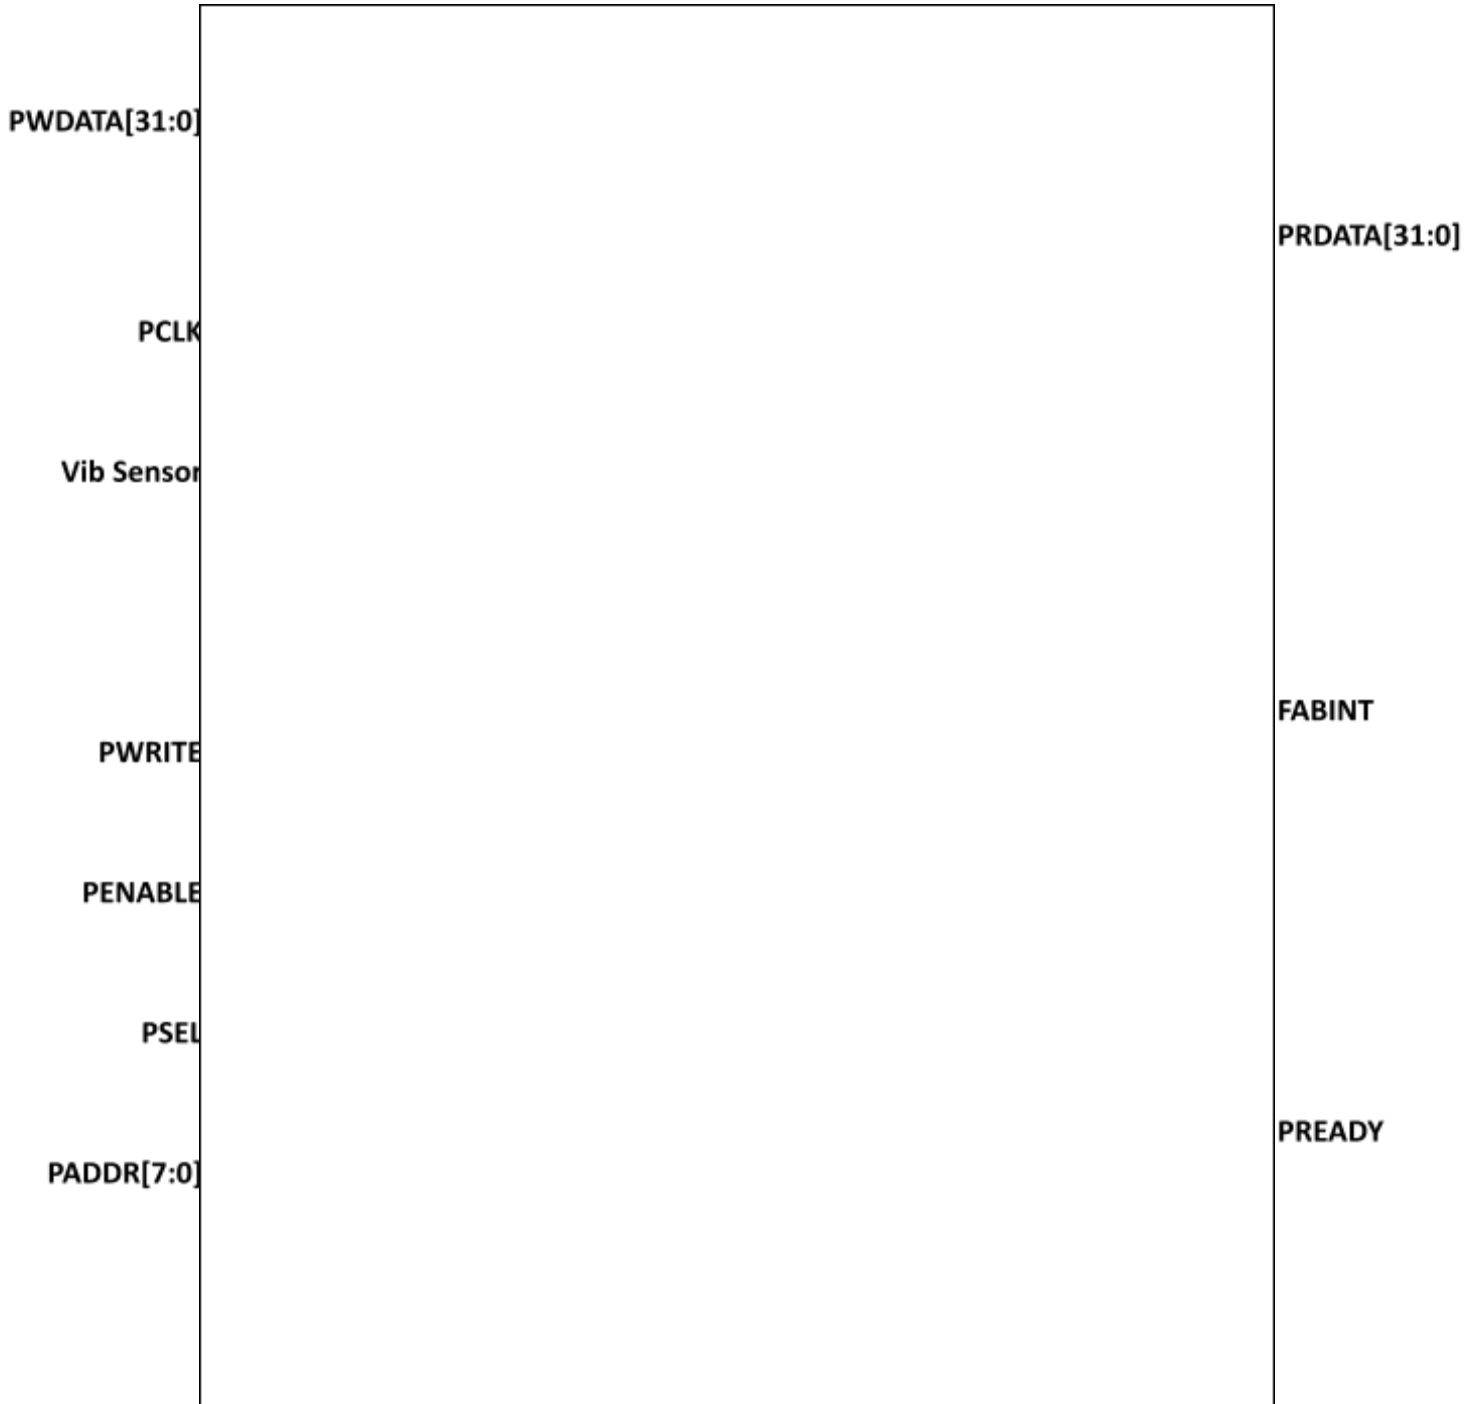 PWDATA[31:0]
PRDATA[31:0]
PCLK
Vib Sensor
FABINT
PWRITE
PENABLE
PSEL
PREADY
PADDR[7:0]